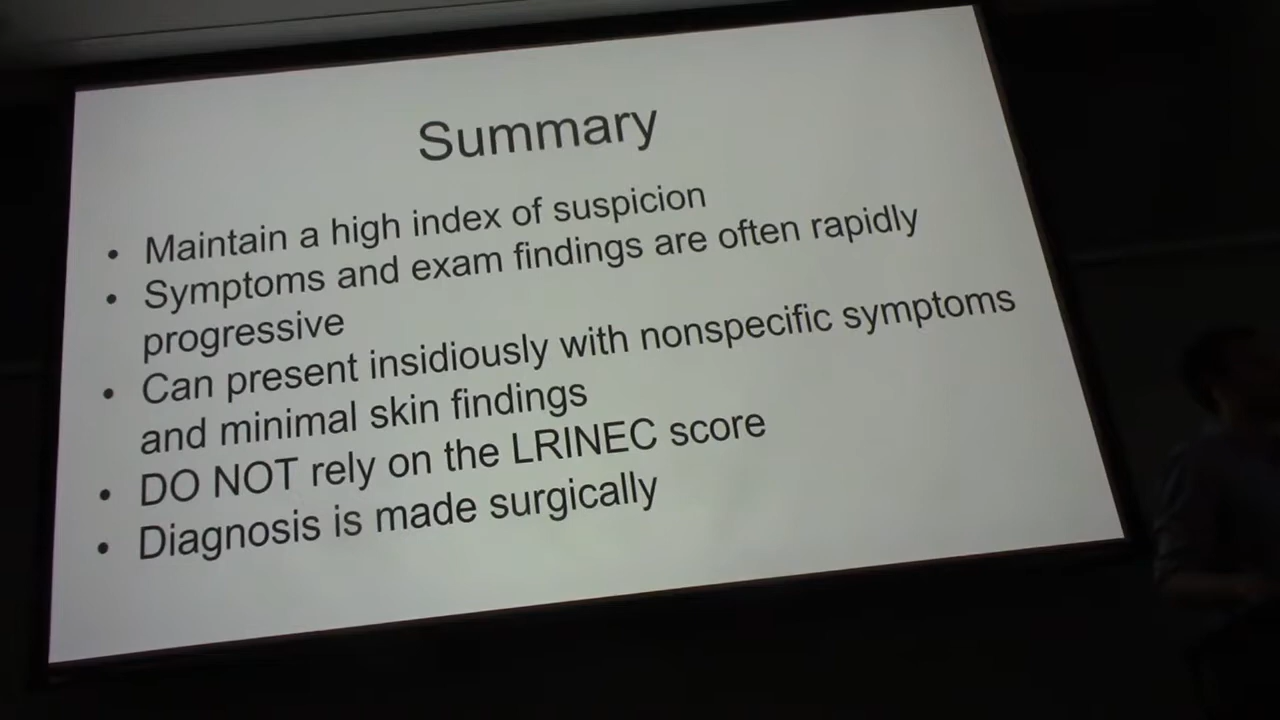 Summary
• Maintain a high index of suspicion
• Symptoms and exam findings are often rapidly
progressive
• Can present insidiously with nonspecific symptoms
and minimal skin findings
• DO NOT rely on the LRINEC score
• Diagnosis is made surgically